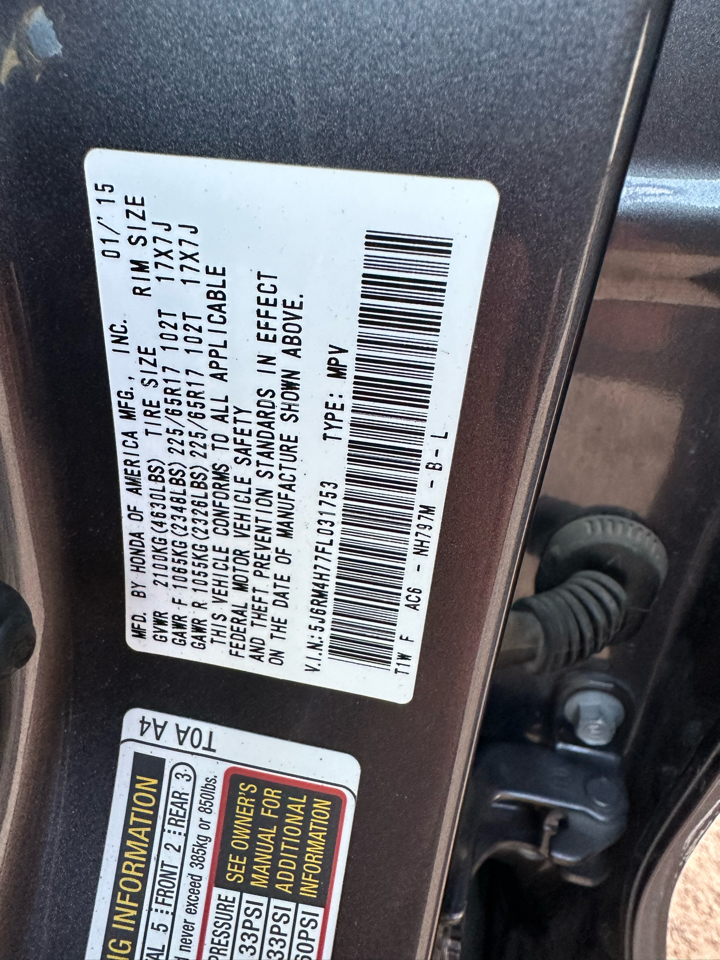 MFD. BY HONDA OF AMERICA MFG., INC. 01/'15
GVWR 2100KG(4630LBS) TIRE SIZE RIM SIZE
GAWR F 1065KG(2348LBS) 225/65R17 102T 17X7J
GAWR R 1055KG(2326LBS) 225/65R17 102T 17X7J
THIS VEHICLE CONFORMS TO ALL APPLICABLE
FEDERAL MOTOR VEHICLE SAFETY
AND THEFT PREVENTION STANDARDS IN EFFECT
ON THE DATE OF MANUFACTURE SHOWN ABOVE.
V.I.N.:5J6RM4H77FL031753 TYPE: MPV
T1W F AC6 - NH797M - B - L
T0A A4
NG INFORMATION
AL 5 FRONT 2 REAR 3
never exceed 385kg or 850lbs.
PRESSURE
33PSI
33PSI
60PSI
SEE OWNER'S
MANUAL FOR
ADDITIONAL
INFORMATION